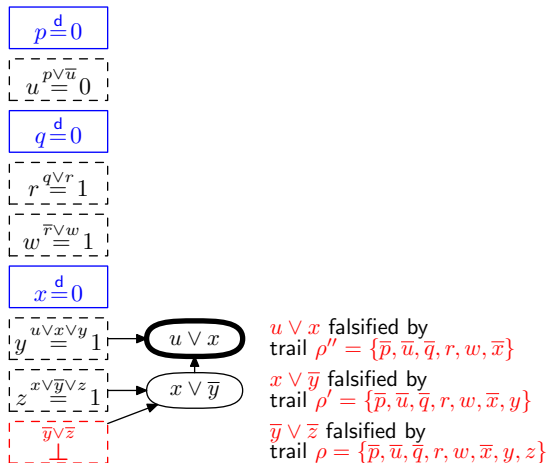 p =ᵈ 0
u =^{p∨u̅} 0
q =ᵈ 0
r =^{q∨r} 1
w =^{r̅∨w} 1
x =ᵈ 0
y =^{u∨x∨y} 1
u ∨ x
u ∨ x falsified by
trail ρ′′ = {p̅, u̅, q̅, r, w, x̅}
z =^{x∨y̅∨z} 1
x ∨ y̅
x ∨ y̅ falsified by
trail ρ′ = {p̅, u̅, q̅, r, w, x̅, y}
y̅∨z̅
⊥
y̅ ∨ z̅ falsified by
trail ρ = {p̅, u̅, q̅, r, w, x̅, y, z}